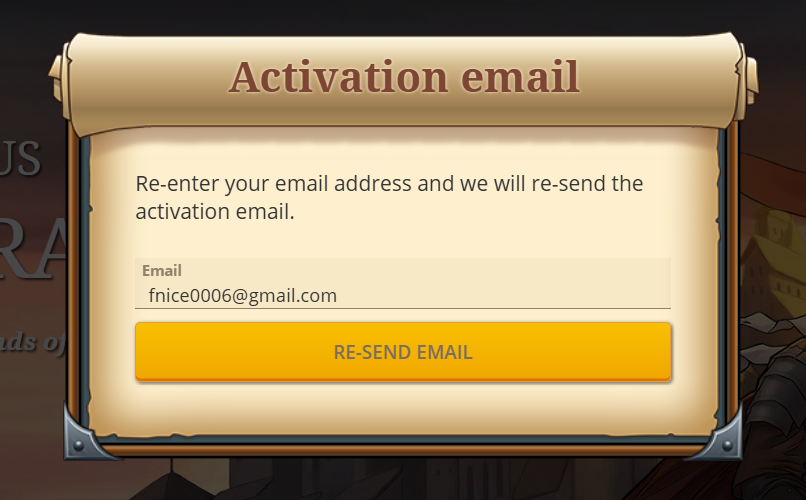 Activation email
US
RA
nds of
Re-enter your email address and we will re-send the
activation email.
Email
fnice0006@gmail.com
RE-SEND EMAIL